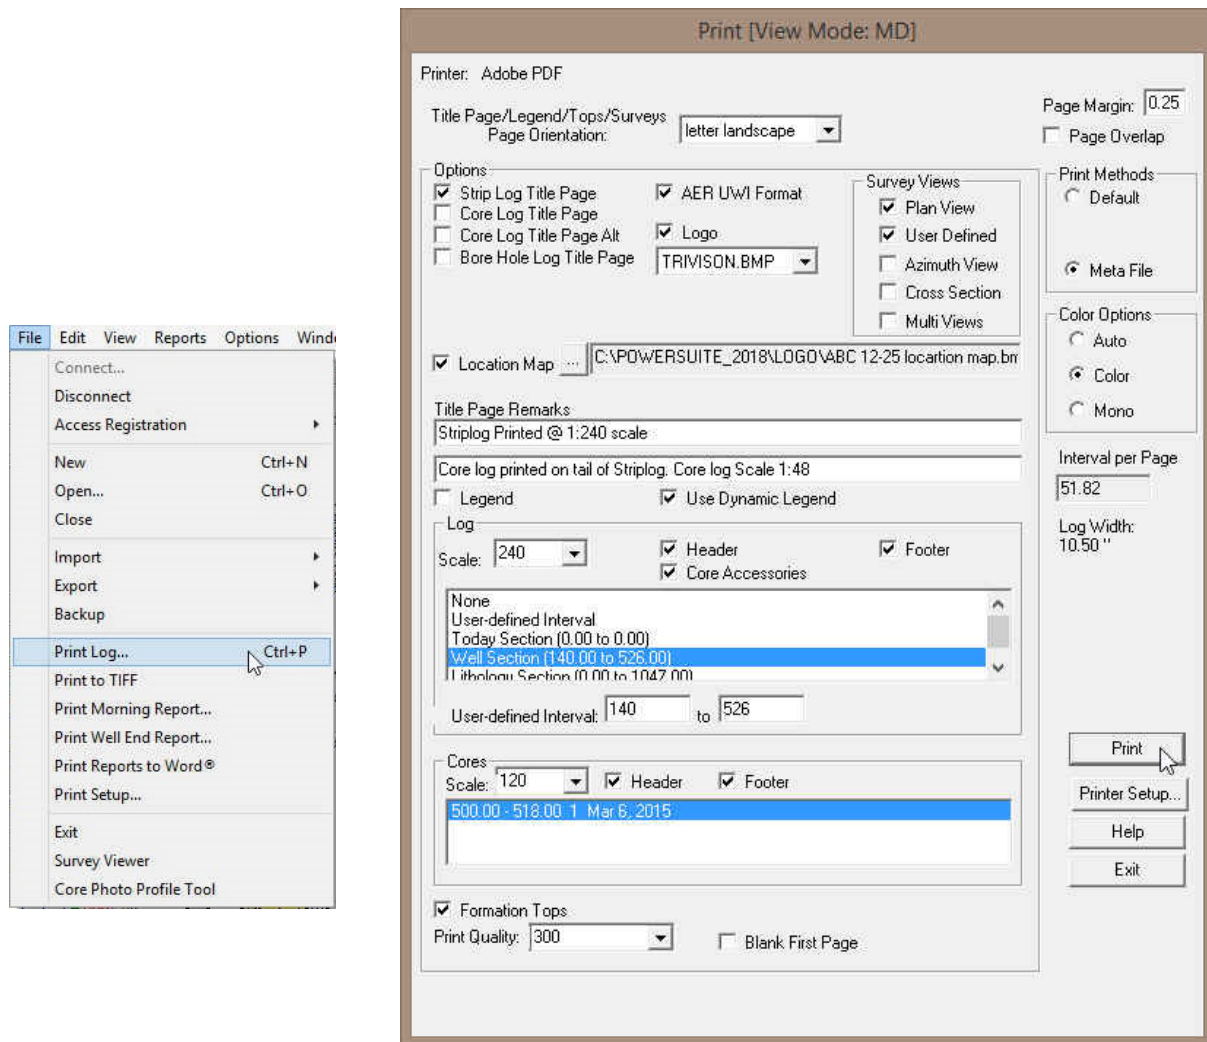 File Edit View Reports Options Wind
Connect...
Disconnect
Access Registration
New Ctrl+N
Open... Ctrl+O
Close
Import
Export
Backup
Print Log... Ctrl+P
Print to TIFF
Print Morning Report...
Print Well End Report...
Print Reports to Word®
Print Setup...
Exit
Survey Viewer
Core Photo Profile Tool
Print [View Mode: MD]
Printer: Adobe PDF
Title Page/Legend/Tops/Surveys
Page Orientation:
letter landscape
Page Margin: 0.25
Page Overlap
Options
Strip Log Title Page
Core Log Title Page
Core Log Title Page Alt
Bore Hole Log Title Page
AER UWI Format
Logo
TRIVISON.BMP
Survey Views
Plan View
User Defined
Azimuth View
Cross Section
Multi Views
Print Methods
Default
Meta File
Color Options
Auto
Color
Mono
Location Map ... C:\POWERSUITE_2018\LOGO\ABC 12-25 locartion map.bm
Title Page Remarks
Striplog Printed @ 1:240 scale
Core log printed on tail of Striplog. Core log Scale 1:48
Legend Use Dynamic Legend
Interval per Page
51.82
Log Width:
10.50 "
Log
Scale: 240 Header Footer
Core Accessories
None
User-defined Interval
Today Section (0.00 to 0.00)
Well Section (140.00 to 526.00)
Lithology Section (0.00 to 1047.00)
User-defined Interval: 140 to 526
Cores
Scale: 120 Header Footer
500.00 - 518.00 1 Mar 6, 2015
Formation Tops
Print Quality: 300 Blank First Page
Print
Printer Setup...
Help
Exit